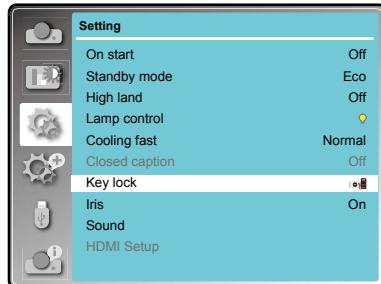 Setting
On start Off
Standby mode Eco
High land Off
Lamp control
Cooling fast Normal
Closed caption Off
Key lock
Iris On
Sound
HDMI Setup